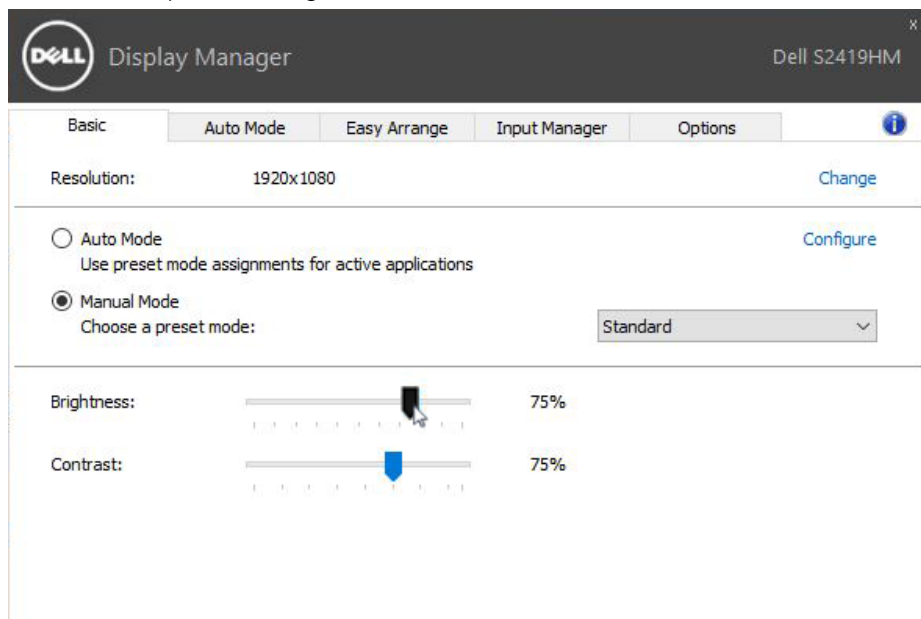 DELL Display Manager
x
Dell S2419HM
Basic Auto Mode Easy Arrange Input Manager Options i
Resolution: 1920x1080 Change
Auto Mode Configure
Use preset mode assignments for active applications
Manual Mode
Choose a preset mode: Standard
Brightness: 75%
Contrast: 75%